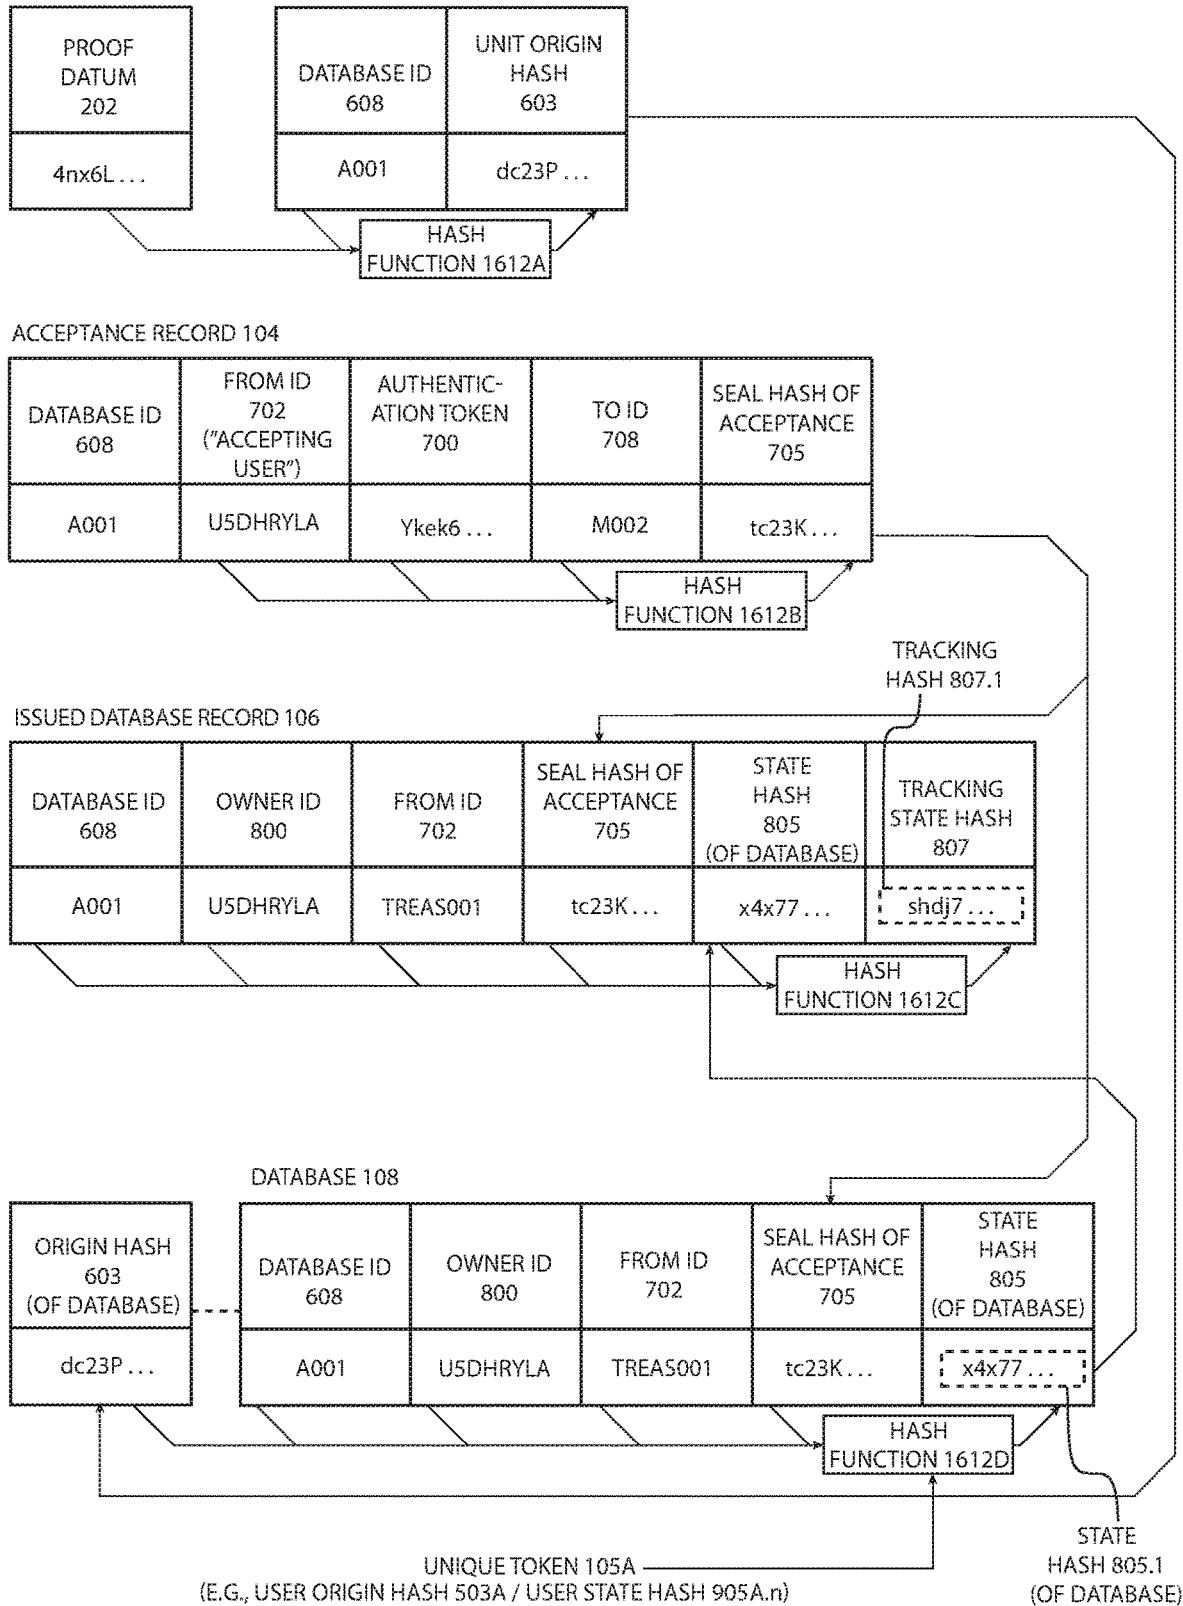 PROOF
DATUM
202
4nx6L...
DATABASE ID
608
A001
UNIT ORIGIN
HASH
603
dc23P...
HASH
FUNCTION 1612A
ACCEPTANCE RECORD 104
DATABASE ID
608
A001
FROM ID
702
("ACCEPTING
USER")
U5DHRYLA
AUTHENTIC-
ATION TOKEN
700
Ykek6...
TO ID
708
M002
SEAL HASH OF
ACCEPTANCE
705
tc23K...
HASH
FUNCTION 1612B
TRACKING
HASH 807.1
ISSUED DATABASE RECORD 106
DATABASE ID
608
A001
OWNER ID
800
U5DHRYLA
FROM ID
702
TREAS001
SEAL HASH OF
ACCEPTANCE
705
tc23K...
STATE
HASH
805
(OF DATABASE)
x4x77...
TRACKING
STATE HASH
807
shdj7...
HASH
FUNCTION 1612C
DATABASE 108
ORIGIN HASH
603
(OF DATABASE)
dc23P...
DATABASE ID
608
A001
OWNER ID
800
U5DHRYLA
FROM ID
702
TREAS001
SEAL HASH OF
ACCEPTANCE
705
tc23K...
STATE
HASH
805
(OF DATABASE)
x4x77...
HASH
FUNCTION 1612D
UNIQUE TOKEN 105A
(E.G., USER ORIGIN HASH 503A / USER STATE HASH 905A.n)
STATE
HASH 805.1
(OF DATABASE)